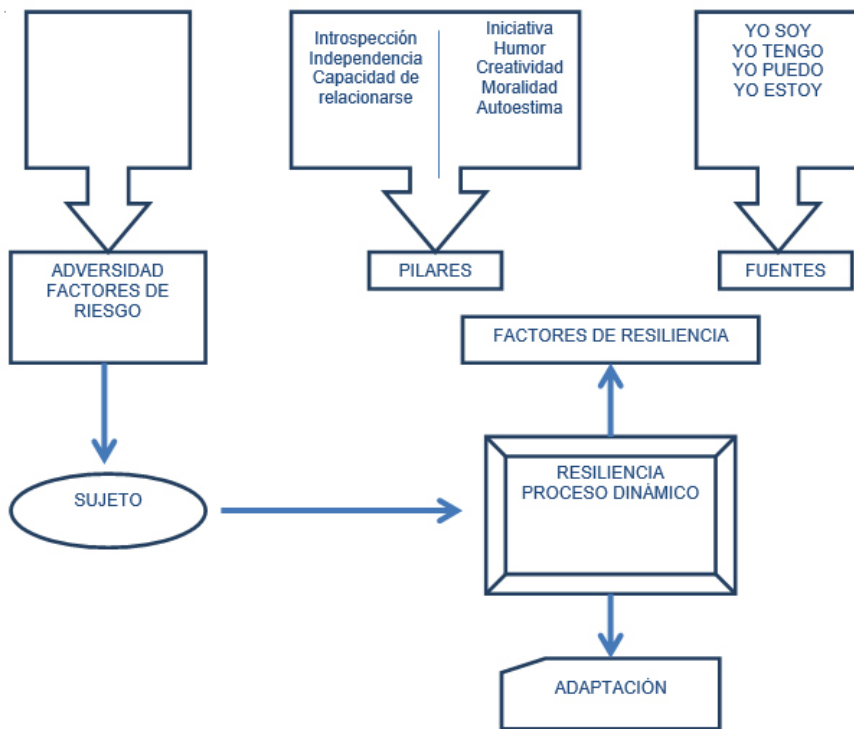 Introspección
Independencia
Capacidad de
relacionarse
Iniciativa
Humor
Creatividad
Moralidad
Autoestima
YO SOY
YO TENGO
YO PUEDO
YO ESTOY
ADVERSIDAD
FACTORES DE
RIESGO
PILARES
FUENTES
FACTORES DE RESILIENCIA
SUJETO
RESILIENCIA
PROCESO DINÁMICO
ADAPTACIÓN